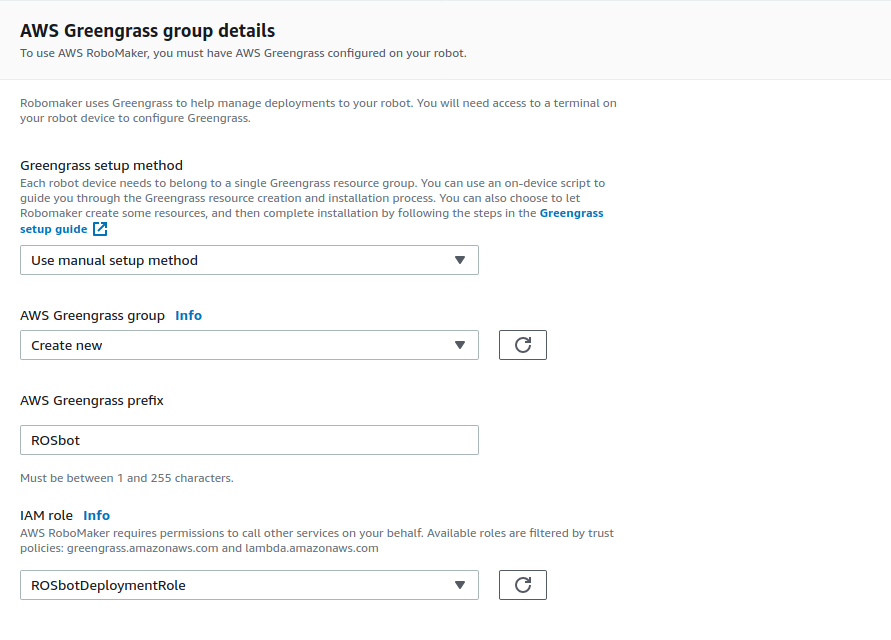 AWS Greengrass group details
To use AWS RoboMaker, you must have AWS Greengrass configured on your robot.
Robomaker uses Greengrass to help manage deployments to your robot. You will need access to a terminal on
your robot device to configure Greengrass.
Greengrass setup method
Each robot device needs to belong to a single Greengrass resource group. You can use an on-device script to
guide you through the Greengrass resource creation and installation process. You can also choose to let
Robomaker create some resources, and then complete installation by following the steps in the Greengrass
setup guide
Use manual setup method
AWS Greengrass group Info
Create new
AWS Greengrass prefix
ROSbot
Must be between 1 and 255 characters.
IAM role Info
AWS RoboMaker requires permissions to call other services on your behalf. Available roles are filtered by trust
policies: greengrass.amazonaws.com and lambda.amazonaws.com
ROSbotDeploymentRole